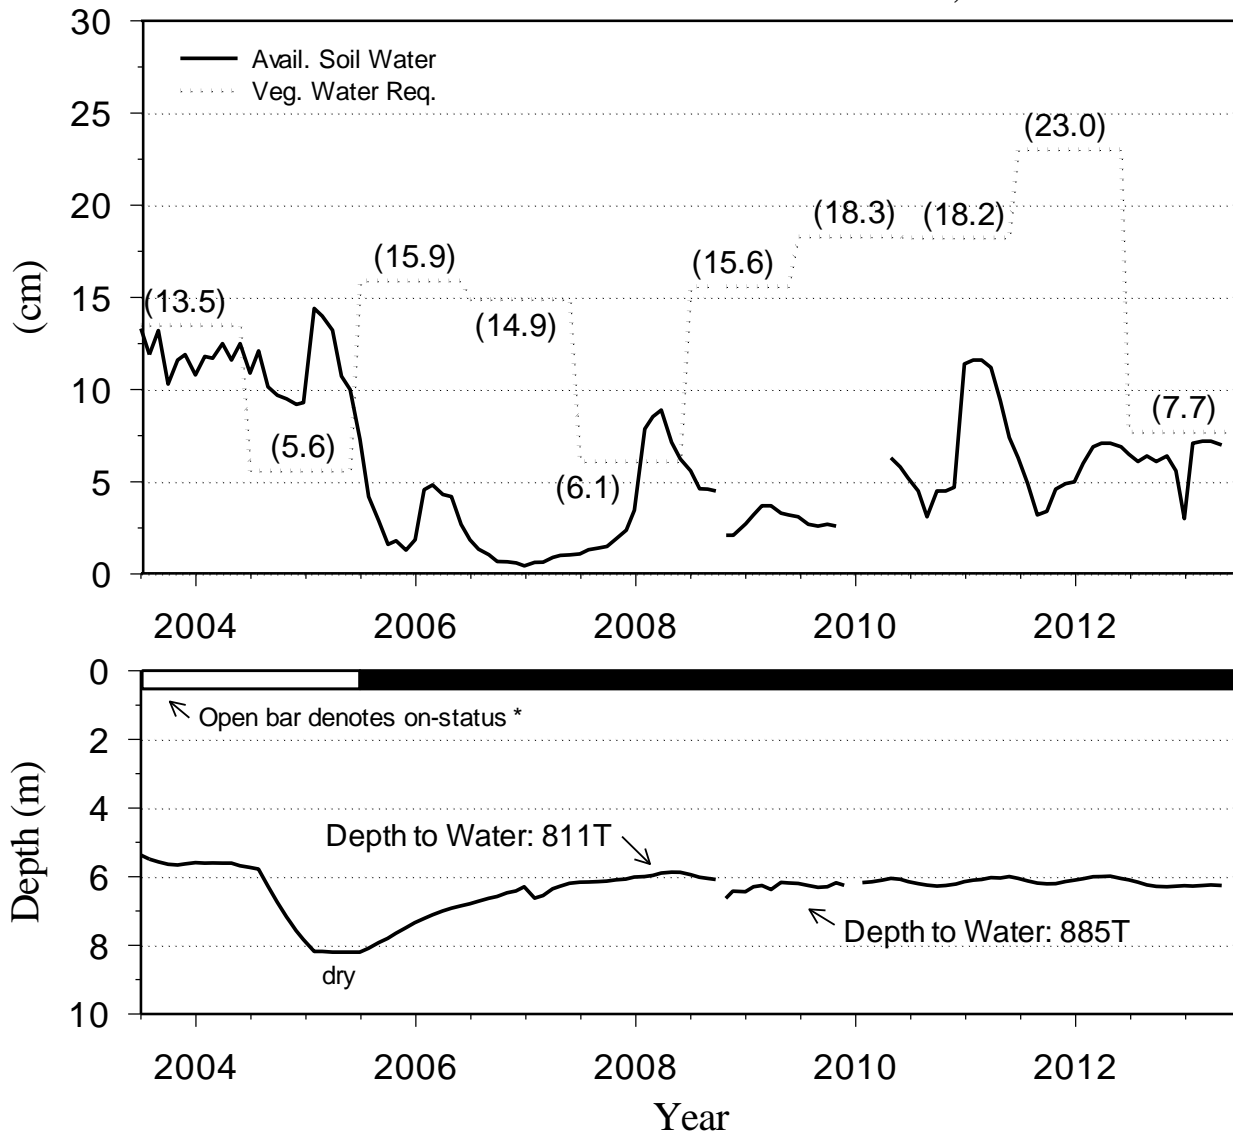 30
Avail. Soil Water
Veg. Water Req.
25
(23.0)
20
(18.3)
(18.2)
(15.9)
(15.6)
15
(13.5)
(14.9)
(cm)
10
(7.7)
(5.6)
5
(6.1)
0
2004 2006 2008 2010 2012
0
Open bar denotes on-status *
2
4
Depth to Water: 811T
6
Depth to Water: 885T
8
dry
10
Depth (m)
2004 2006 2008 2010 2012
Year